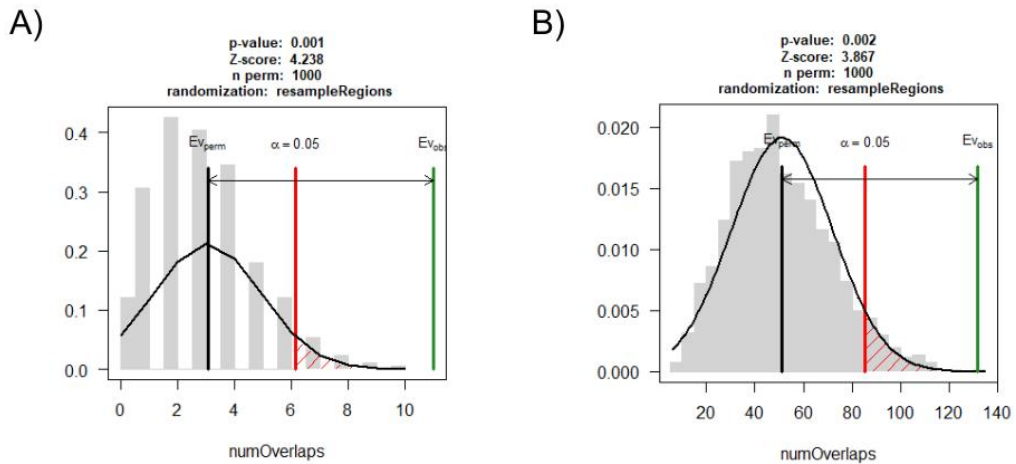 A)
p-value: 0.001
Z-score: 4.238
n perm: 1000
randomization: resampleRegions
Evperm
α = 0.05
Evobs
0.4
0.3
0.2
0.1
0.0
0 2 4 6 8 10
numOverlaps
B)
p-value: 0.002
Z-score: 3.867
n perm: 1000
randomization: resampleRegions
Evperm
α = 0.05
Evobs
0.020
0.015
0.010
0.005
0.000
20 40 60 80 100 120 140
numOverlaps